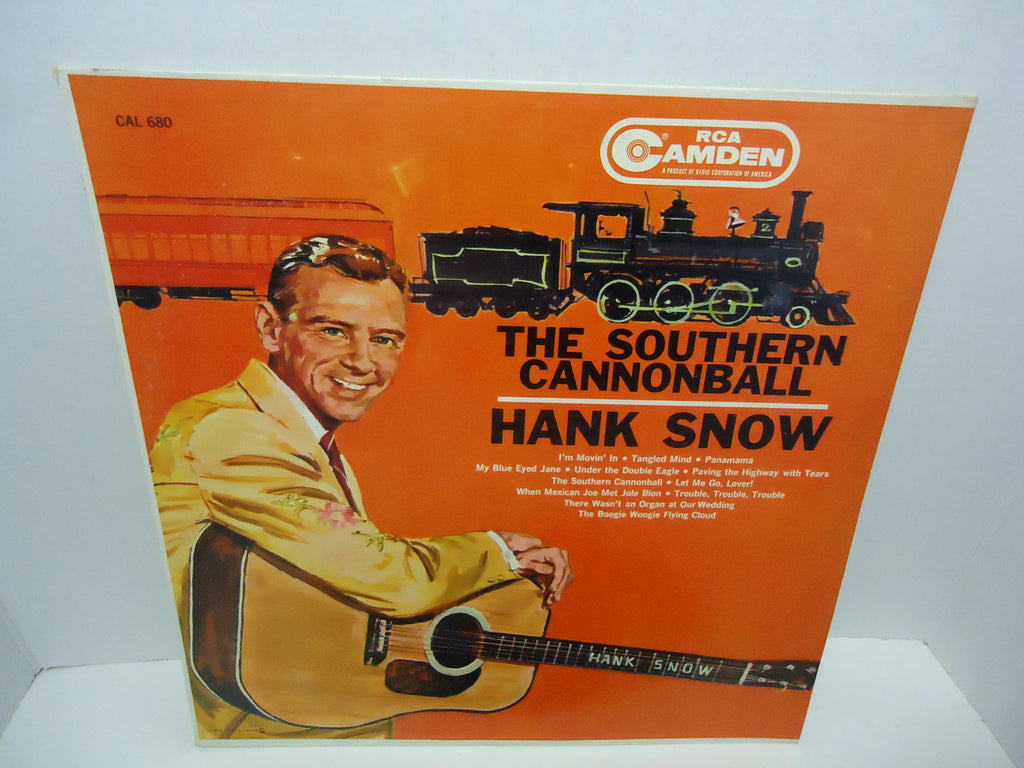 CAL 680
RCA
CAMDEN
®
A PRODUCT OF RADIO CORPORATION OF AMERICA
2
THE SOUTHERN
CANNONBALL
HANK SNOW
I'm Movin' In • Tangled Mind • Panamama
My Blue Eyed Jane • Under the Double Eagle • Paving the Highway with Tears
The Southern Cannonball • Let Me Go, Lover!
When Mexican Joe Met Jole Blon • Trouble, Trouble, Trouble
There Wasn't an Organ at Our Wedding
The Boogie Woogie Flying Cloud
HANK SNOW